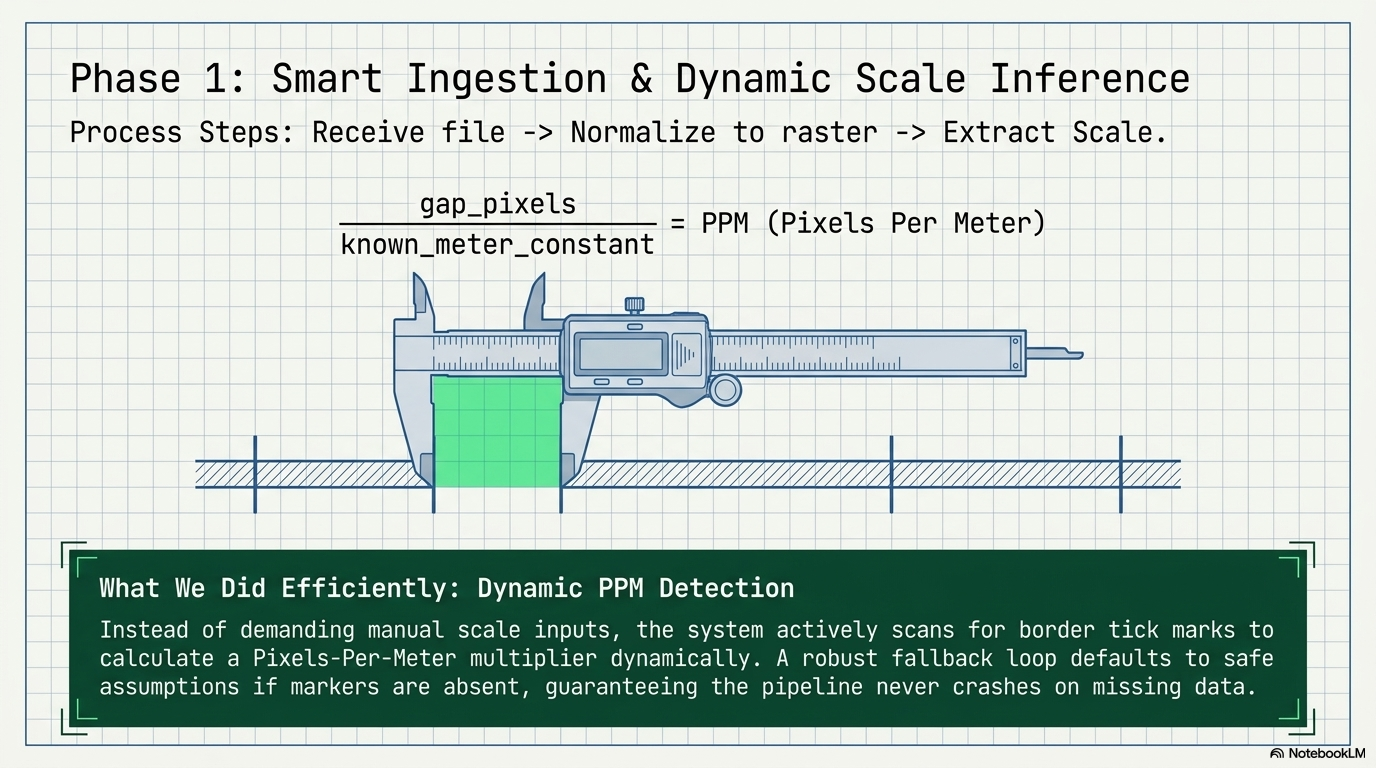 Phase 1: Smart Ingestion & Dynamic Scale Inference
Process Steps: Receive file -> Normalize to raster -> Extract Scale.
gap_pixels
known_meter_constant
= PPM (Pixels Per Meter)
What We Did Efficiently: Dynamic PPM Detection
Instead of demanding manual scale inputs, the system actively scans for border tick marks to
calculate a Pixels-Per-Meter multiplier dynamically. A robust fallback loop defaults to safe
assumptions if markers are absent, guaranteeing the pipeline never crashes on missing data.
NotebookLM